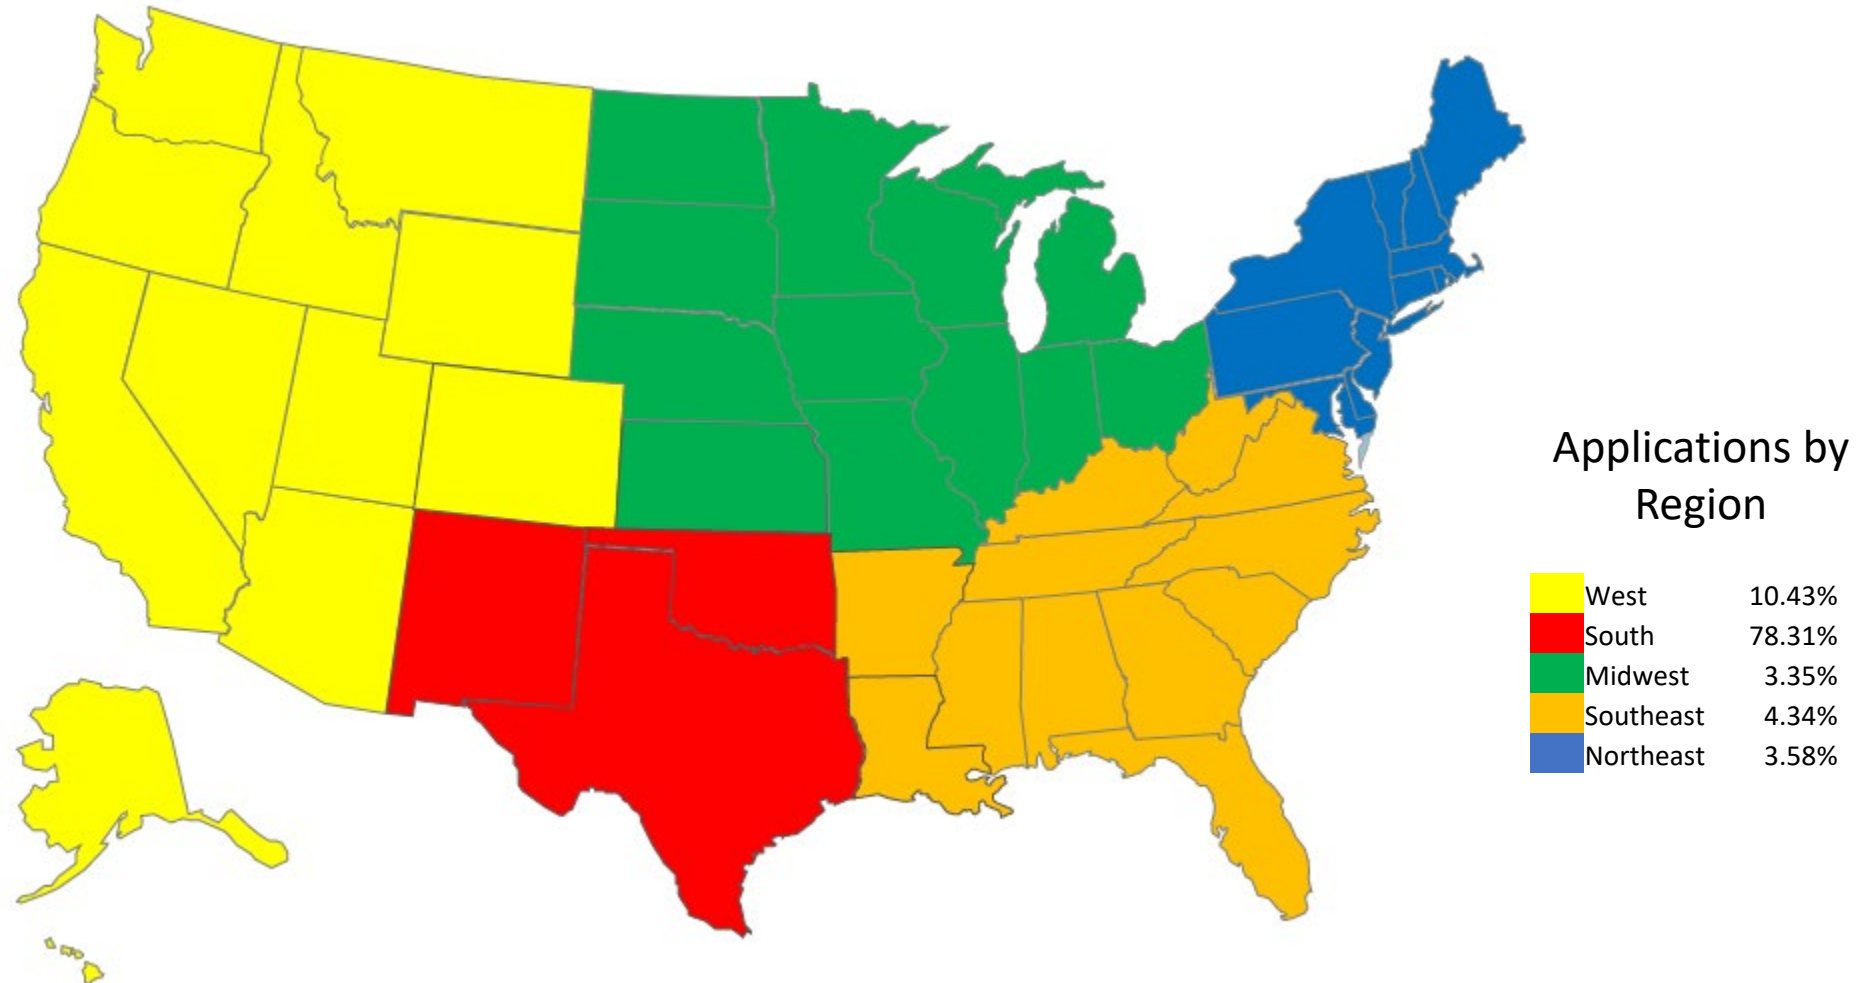 Applications by
Region
West 10.43%
South 78.31%
Midwest 3.35%
Southeast 4.34%
Northeast 3.58%